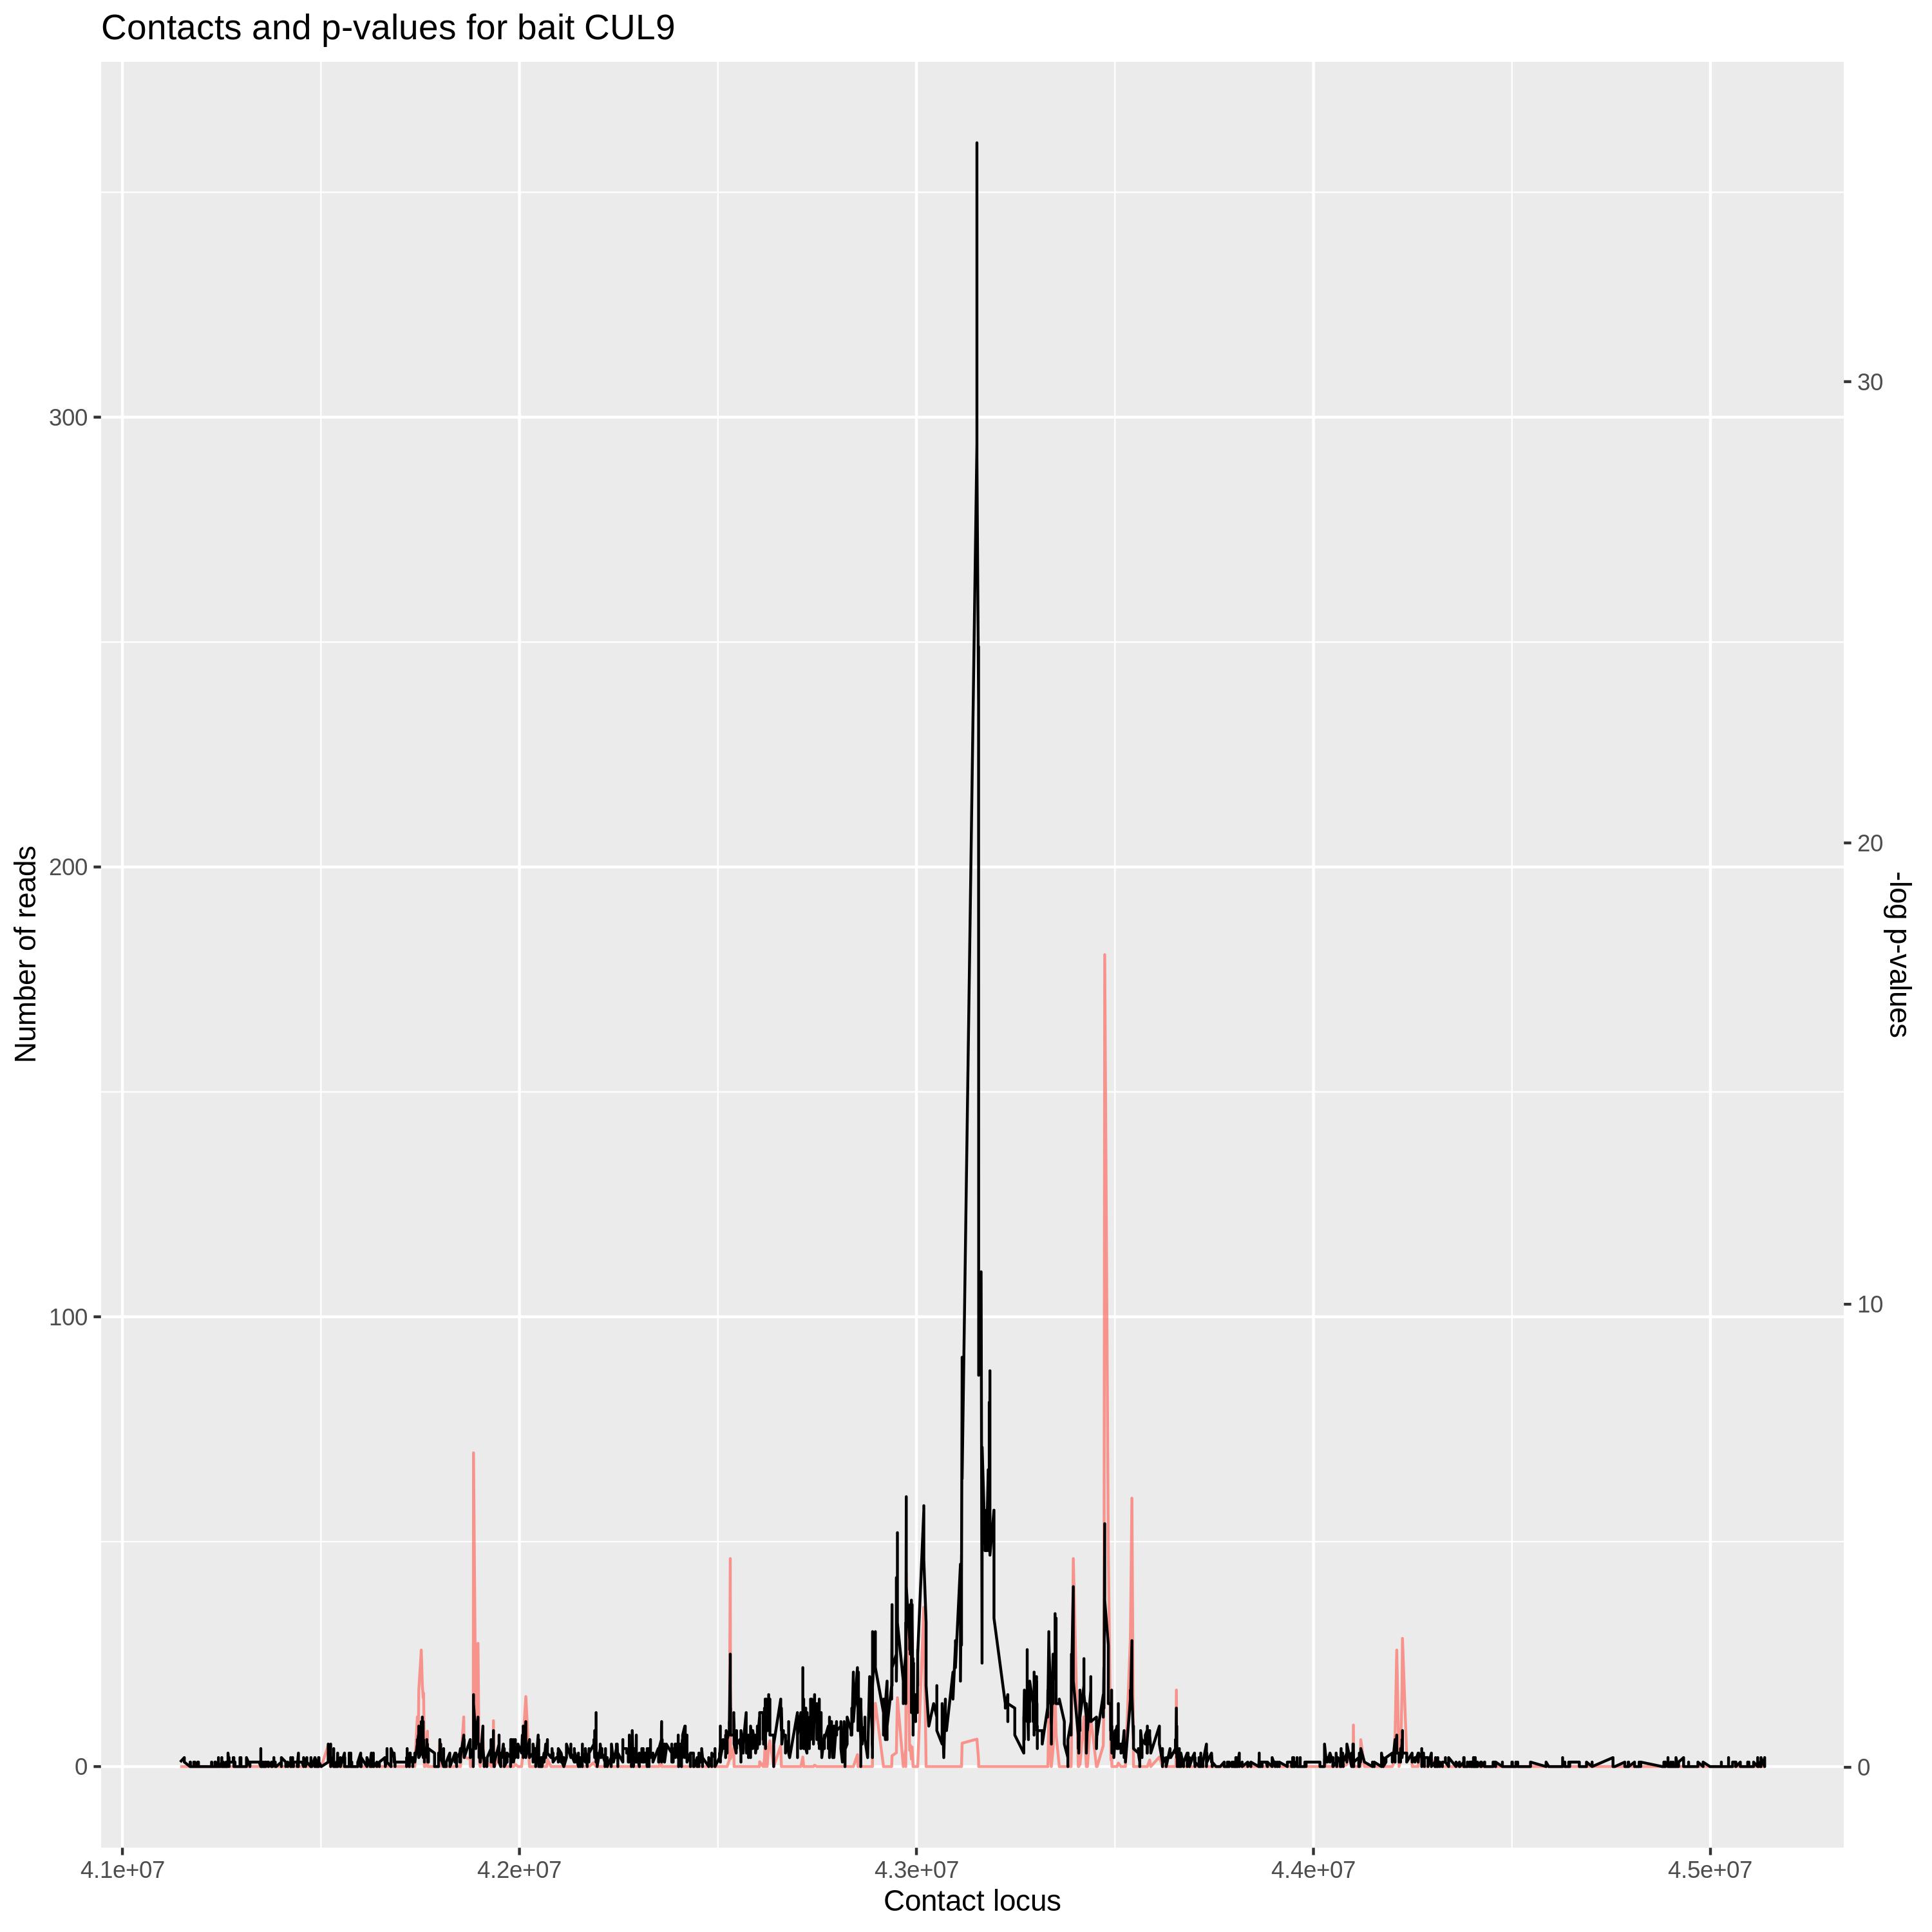 Contacts and p-values for bait CUL9
300
200
100
0
30
20
10
0
Number of reads
-log p-values
4.1e+07
4.2e+07
4.3e+07
4.4e+07
4.5e+07
Contact locus